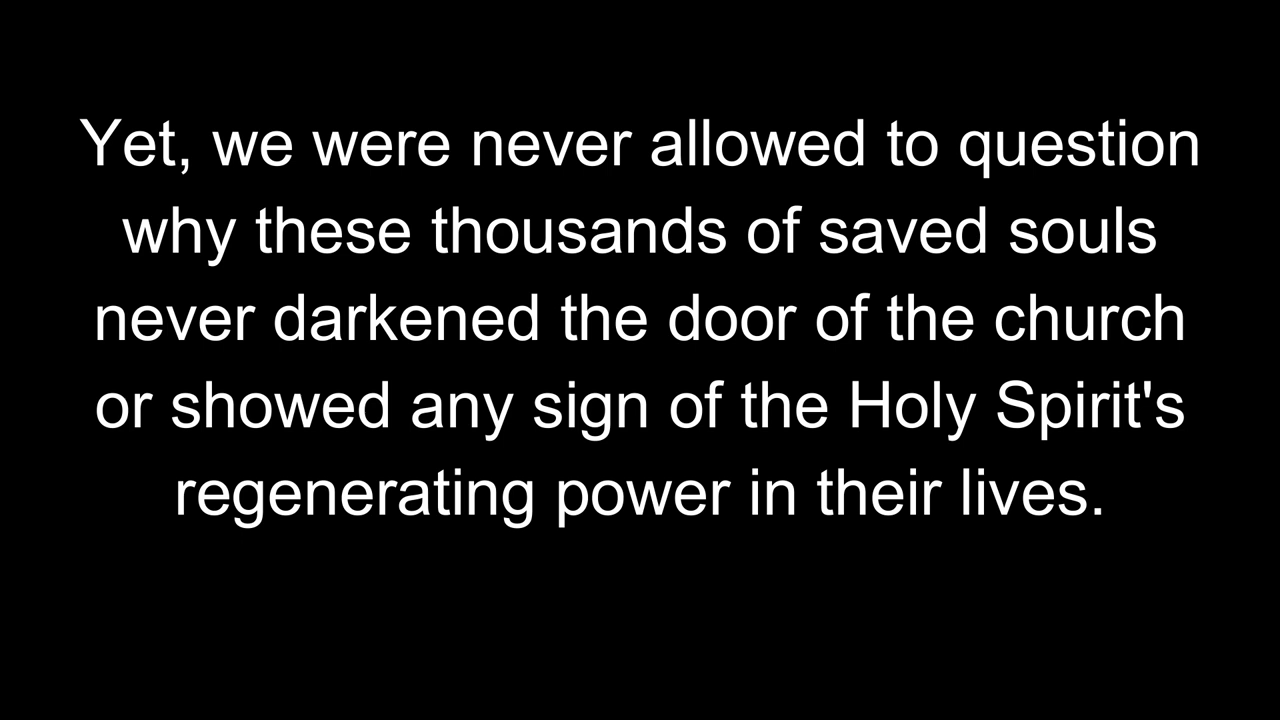 Yet, we were never allowed to question
why these thousands of saved souls
never darkened the door of the church
or showed any sign of the Holy Spirit's
regenerating power in their lives.